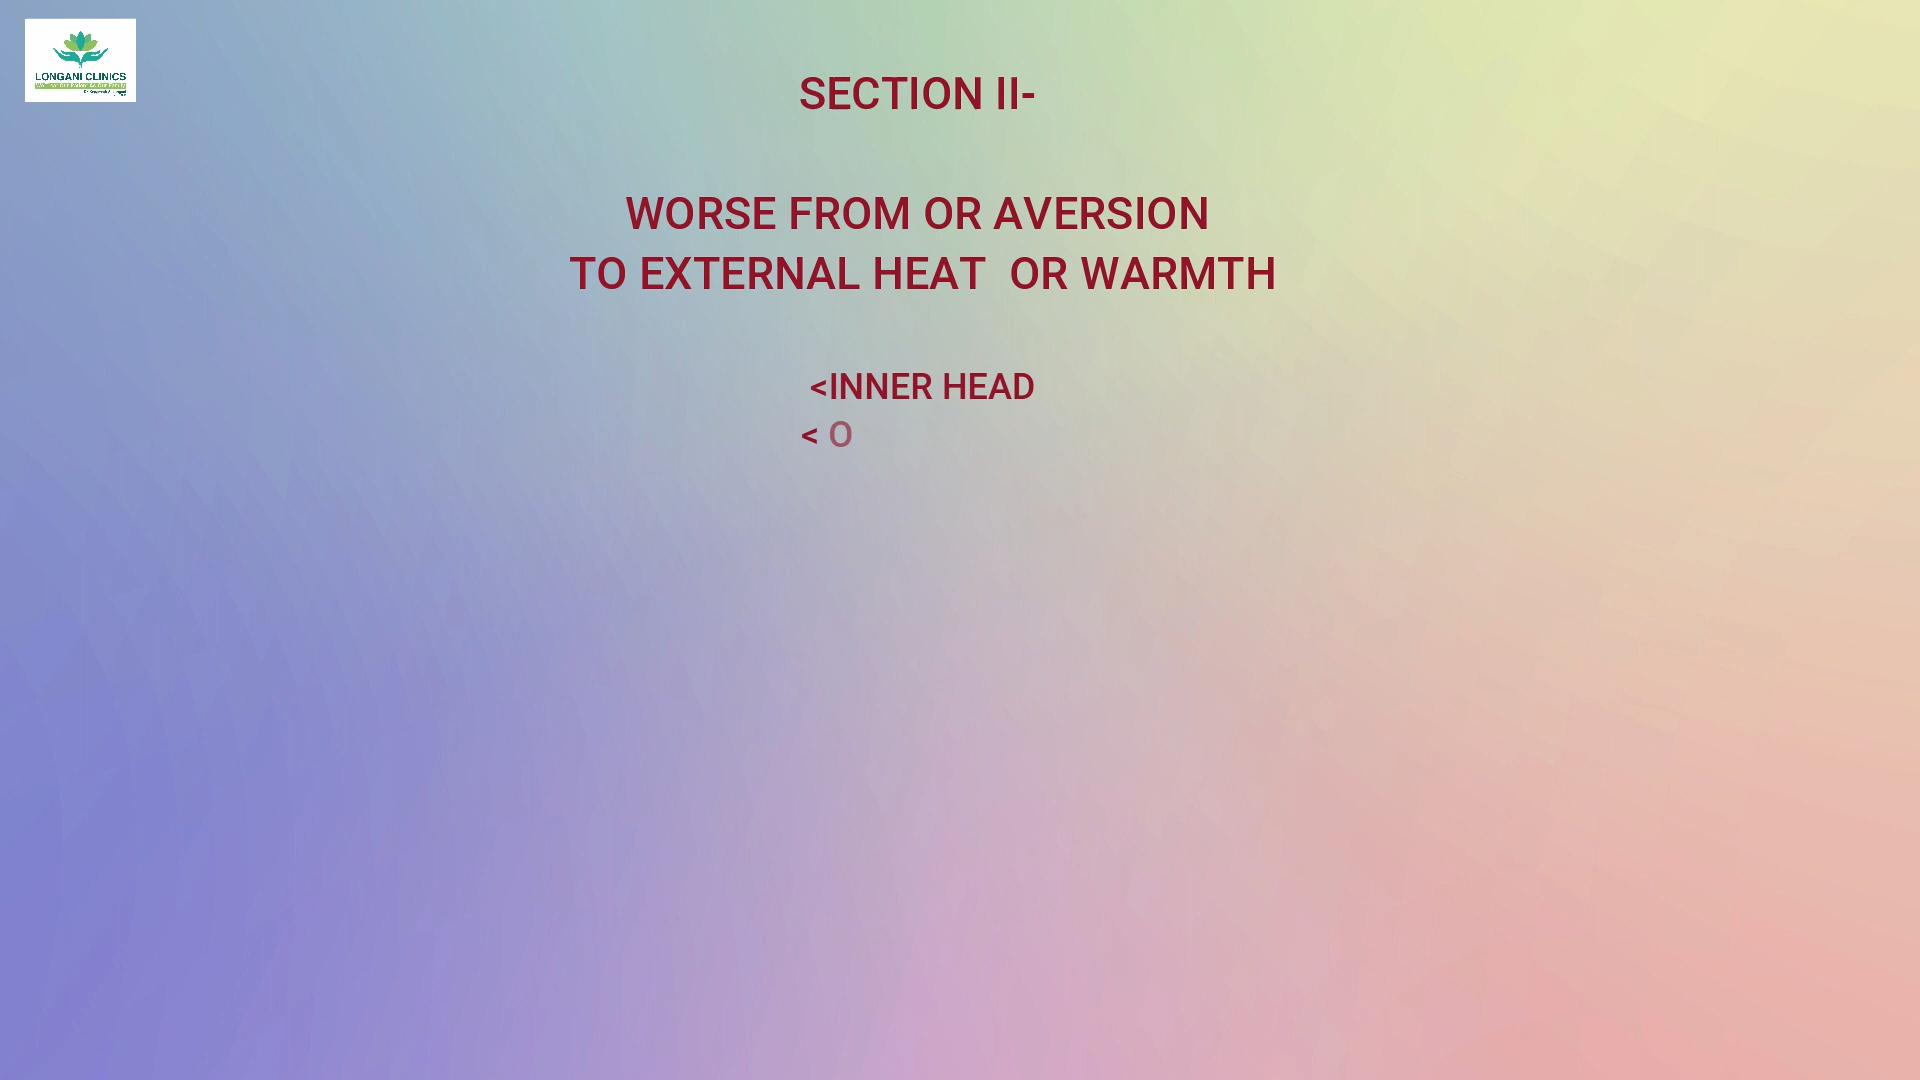 LONGANI CLINICS
SECTION II-
WORSE FROM OR AVERSION
TO EXTERNAL HEAT OR WARMTH
<INNER HEAD
< O